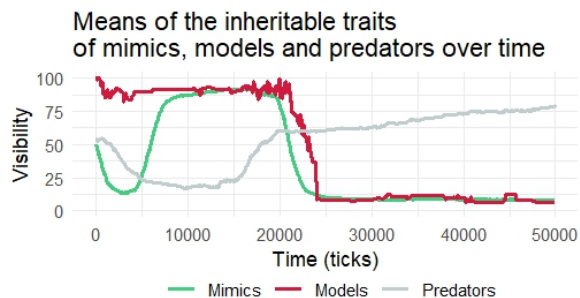 Means of the inheritable traits
of mimics, models and predators over time
Visibility
100
75
50
25
0
0 10000 20000 30000 40000 50000
Time (ticks)
Mimics Models Predators